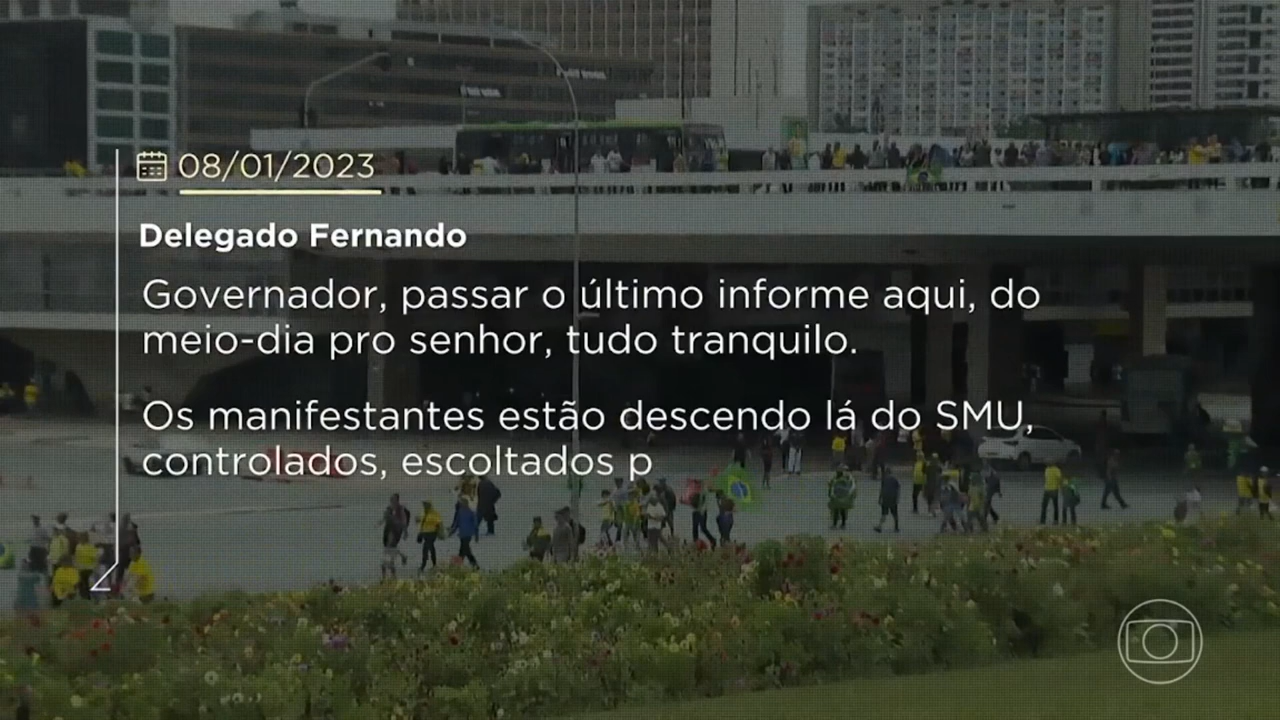 08/01/2023
Delegado Fernando
Governador, passar o último informe aqui, do
meio-dia pro senhor, tudo tranquilo.
Os manifestantes estão descendo lá do SMU,
controlados, escoltados p